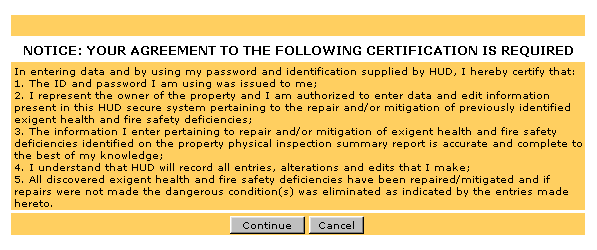 NOTICE: YOUR AGREEMENT TO THE FOLLOWING CERTIFICATION IS REQUIRED
In entering data and by using my password and identification supplied by HUD, I hereby certify that:
1. The ID and password I am using was issued to me;
2. I represent the owner of the property and I am authorized to enter data and edit information
present in this HUD secure system pertaining to the repair and/or mitigation of previously identified
exigent health and fire safety deficiencies;
3. The information I enter pertaining to repair and/or mitigation of exigent health and fire safety
deficiencies identified on the property physical inspection summary report is accurate and complete to
the best of my knowledge;
4. I understand that HUD will record all entries, alterations and edits that I make;
5. All discovered exigent health and fire safety deficiencies have been repaired/mitigated and if
repairs were not made the dangerous condition(s) was eliminated as indicated by the entries made
hereto.
Continue Cancel